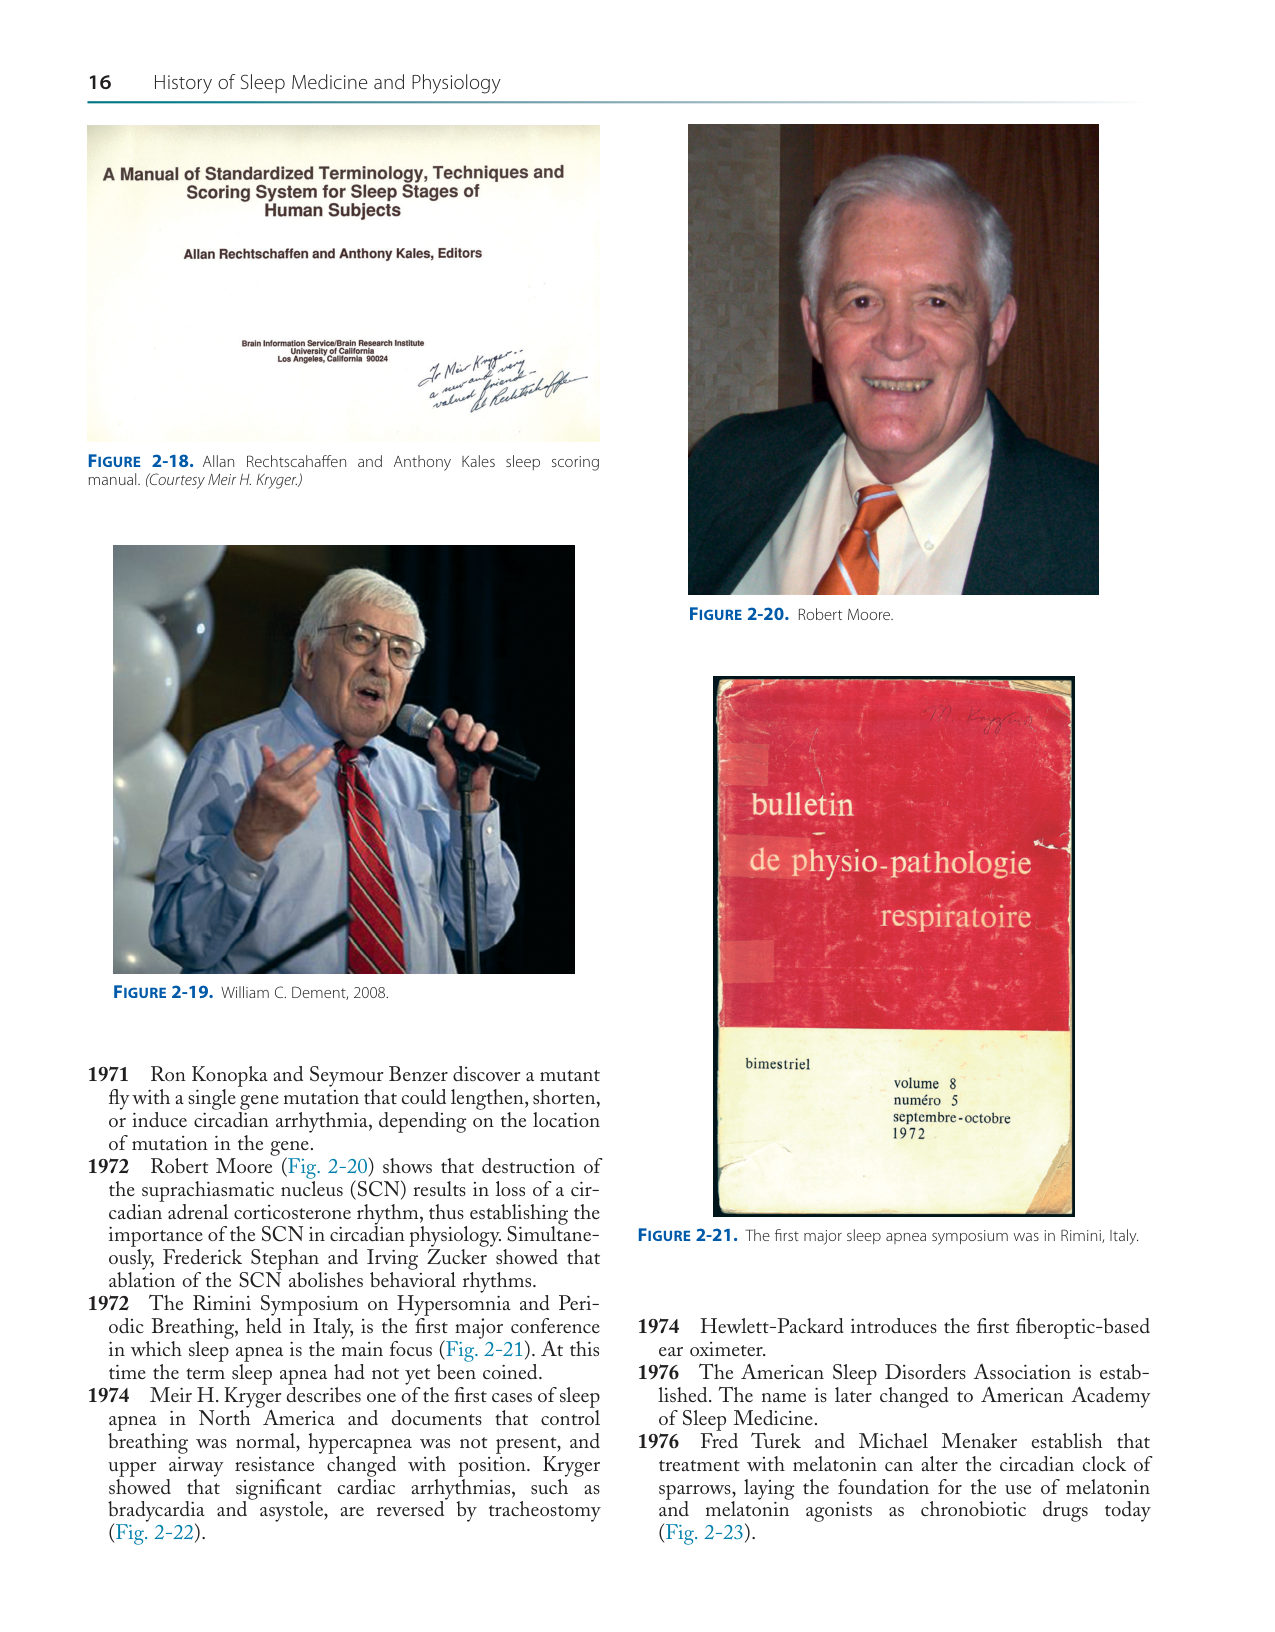 16 History of Sleep Medicine and Physiology
A Manual of Standardized Terminology, Techniques and
Scoring System for Sleep Stages of
Human Subjects
Allan Rechtschaffen and Anthony Kales, Editors
Brain Information Service/Brain Research Institute
University of California
Los Angeles, California 90024
To Meir Kryger--
a new and very
valued friend-
Al Rechtschaffen
FIGURE 2-18. Allan Rechtscahaffen and Anthony Kales sleep scoring
manual. (Courtesy Meir H. Kryger.)
FIGURE 2-19. William C. Dement, 2008.
1971 Ron Konopka and Seymour Benzer discover a mutant
fly with a single gene mutation that could lengthen, shorten,
or induce circadian arrhythmia, depending on the location
of mutation in the gene.
1972 Robert Moore (Fig. 2-20) shows that destruction of
the suprachiasmatic nucleus (SCN) results in loss of a cir-
cadian adrenal corticosterone rhythm, thus establishing the
importance of the SCN in circadian physiology. Simultane-
ously, Frederick Stephan and Irving Zucker showed that
ablation of the SCN abolishes behavioral rhythms.
1972 The Rimini Symposium on Hypersomnia and Peri-
odic Breathing, held in Italy, is the first major conference
in which sleep apnea is the main focus (Fig. 2-21). At this
time the term sleep apnea had not yet been coined.
1974 Meir H. Kryger describes one of the first cases of sleep
apnea in North America and documents that control
breathing was normal, hypercapnea was not present, and
upper airway resistance changed with position. Kryger
showed that significant cardiac arrhythmias, such as
bradycardia and asystole, are reversed by tracheostomy
(Fig. 2-22).
FIGURE 2-20. Robert Moore.
M. Kryger
bulletin
de physio-pathologie
respiratoire
bimestriel
volume 8
numéro 5
septembre-octobre
1972
FIGURE 2-21. The first major sleep apnea symposium was in Rimini, Italy.
1974 Hewlett-Packard introduces the first fiberoptic-based
ear oximeter.
1976 The American Sleep Disorders Association is estab-
lished. The name is later changed to American Academy
of Sleep Medicine.
1976 Fred Turek and Michael Menaker establish that
treatment with melatonin can alter the circadian clock of
sparrows, laying the foundation for the use of melatonin
and melatonin agonists as chronobiotic drugs today
(Fig. 2-23).